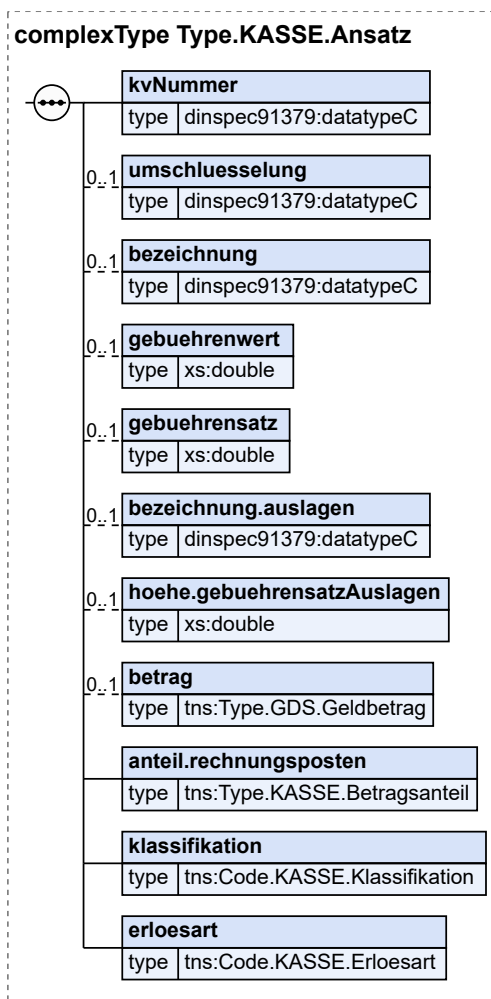 complexType Type.KASSE.Ansatz
kvNummer
type dinspec91379:datatypeC
0..1
umschluesselung
type dinspec91379:datatypeC
0..1
bezeichnung
type dinspec91379:datatypeC
0..1
gebuehrenwert
type xs:double
0..1
gebuehrensatz
type xs:double
0..1
bezeichnung.auslagen
type dinspec91379:datatypeC
0..1
hoehe.gebuehrensatzAuslagen
type xs:double
0..1
betrag
type tns:Type.GDS.Geldbetrag
anteil.rechnungsposten
type tns:Type.KASSE.Betragsanteil
klassifikation
type tns:Code.KASSE.Klassifikation
erloesart
type tns:Code.KASSE.Erloesart